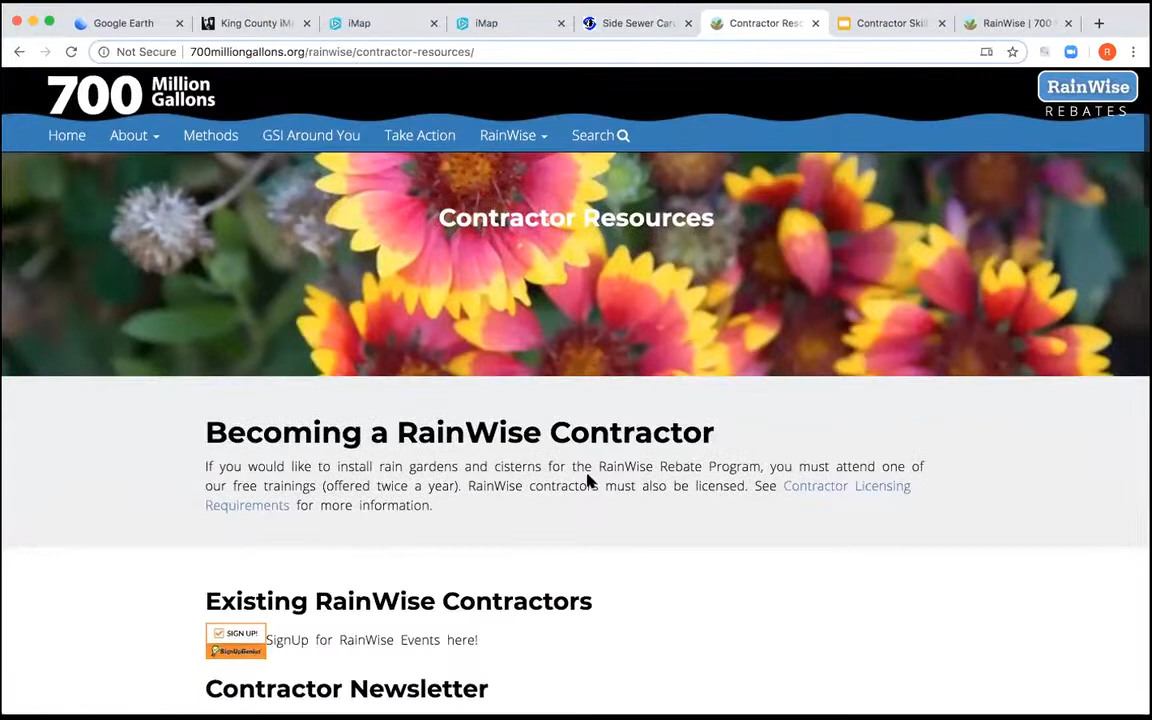 Google Earth
King County iM
iMap
iMap
Side Sewer Car
Contractor Reso
Contractor Skil
RainWise | 700
Not Secure
700milliongallons.org/rainwise/contractor-resources/
R
700 Million Gallons
RainWise
REBATES
Home
About
Methods
GSI Around You
Take Action
RainWise
Search
Contractor Resources
Becoming a RainWise Contractor
If you would like to install rain gardens and cisterns for the RainWise Rebate Program, you must attend one of
our free trainings (offered twice a year). RainWise contractors must also be licensed. See Contractor Licensing
Requirements for more information.
Existing RainWise Contractors
SIGN UP!
SignUpGenius
SignUp for RainWise Events here!
Contractor Newsletter